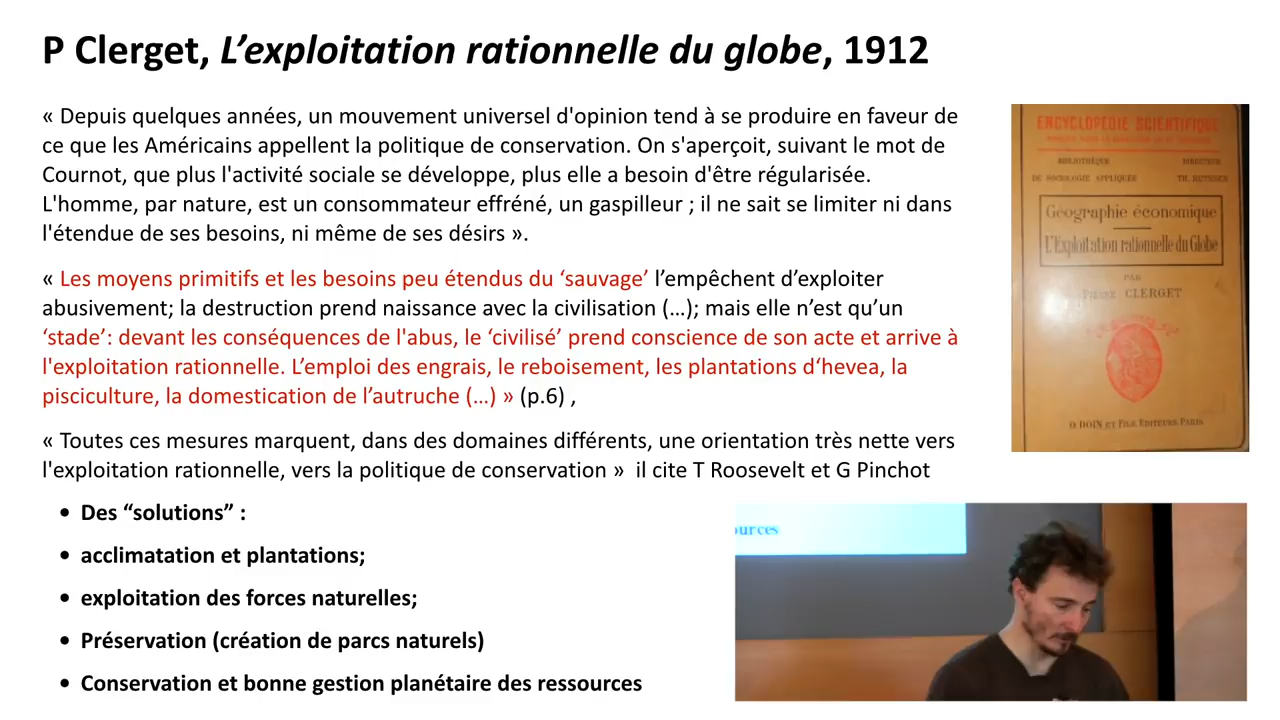 P Clerget, L’exploitation rationnelle du globe, 1912
« Depuis quelques années, un mouvement universel d'opinion tend à se produire en faveur de
ce que les Américains appellent la politique de conservation. On s'aperçoit, suivant le mot de
Cournot, que plus l'activité sociale se développe, plus elle a besoin d'être régularisée.
L'homme, par nature, est un consommateur effréné, un gaspilleur ; il ne sait se limiter ni dans
l'étendue de ses besoins, ni même de ses désirs ».
« Les moyens primitifs et les besoins peu étendus du ‘sauvage’ l’empêchent d’exploiter
abusivement; la destruction prend naissance avec la civilisation (…); mais elle n’est qu’un
‘stade’: devant les conséquences de l'abus, le ‘civilisé’ prend conscience de son acte et arrive à
l'exploitation rationnelle. L’emploi des engrais, le reboisement, les plantations d‘hevea, la
pisciculture, la domestication de l’autruche (…) » (p.6) ,
« Toutes ces mesures marquent, dans des domaines différents, une orientation très nette vers
l'exploitation rationnelle, vers la politique de conservation » il cite T Roosevelt et G Pinchot
• Des “solutions” :
• acclimatation et plantations;
• exploitation des forces naturelles;
• Préservation (création de parcs naturels)
• Conservation et bonne gestion planétaire des ressources
ENCYCLOPÉDIE SCIENTIFIQUE
BIBLIOTHÈQUE
DE SOCIOLOGIE APPLIQUÉE
DIRECTEUR
Géographie économique
L'Exploitation rationnelle du Globe
PAR
PIERRE CLERGET
O. DOIN ET FILS, EDITEURS, PARIS
ources